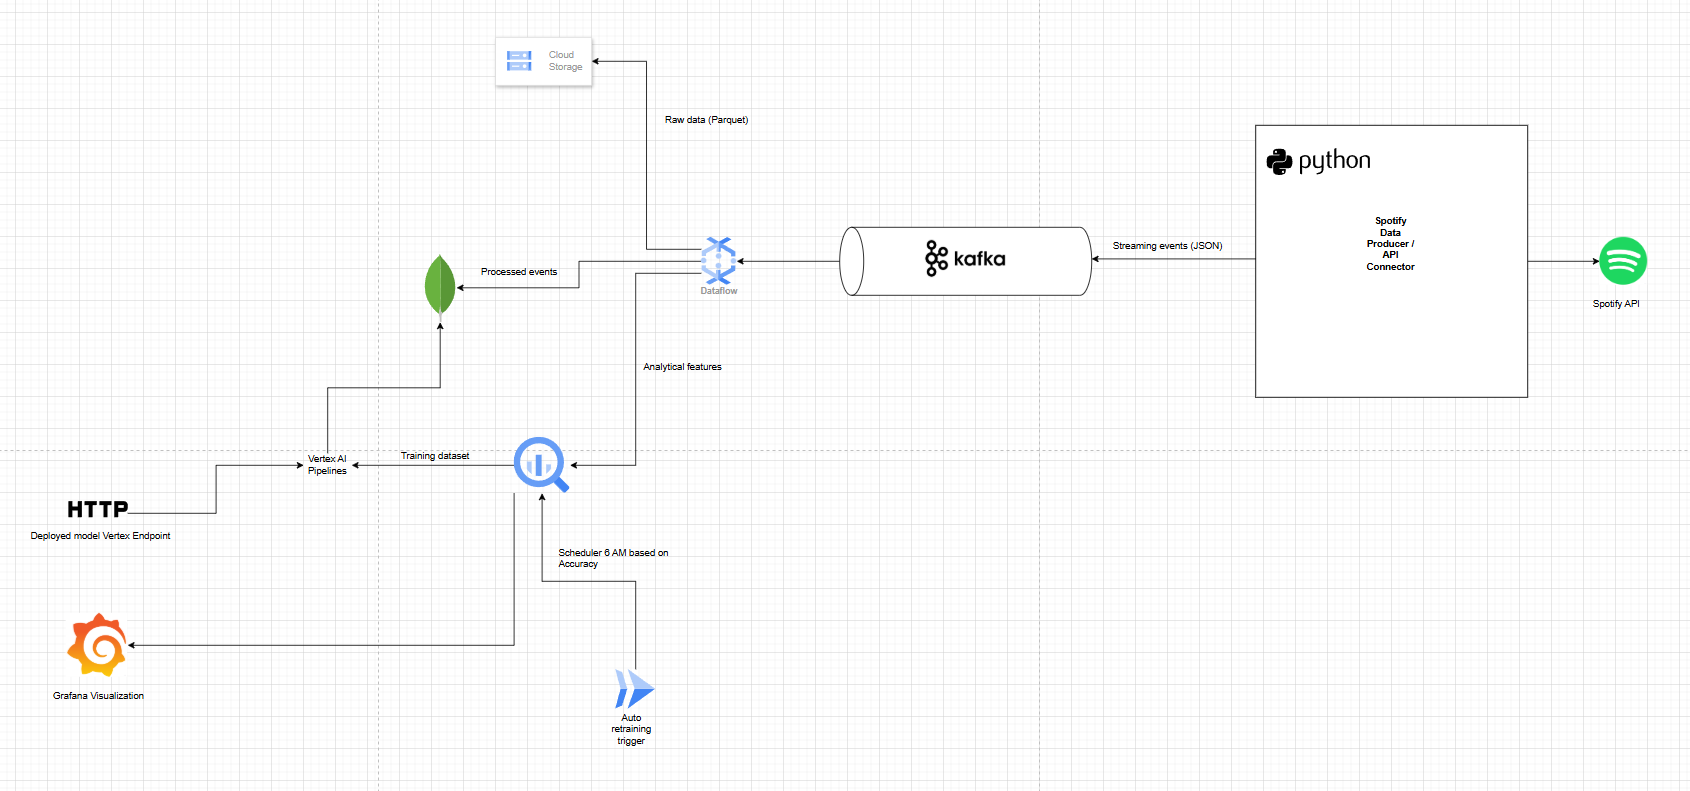 Cloud
Storage
Raw data (Parquet)
python
Spotify
Data
Producer /
API
Connector
Streaming events (JSON)
kafka
Processed events
Dataflow
Spotify API
Analytical features
Training dataset
Vertex AI
Pipelines
HTTP
Deployed model Vertex Endpoint
Scheduler 6 AM based on
Accuracy
Grafana Visualization
Auto
retraining
trigger